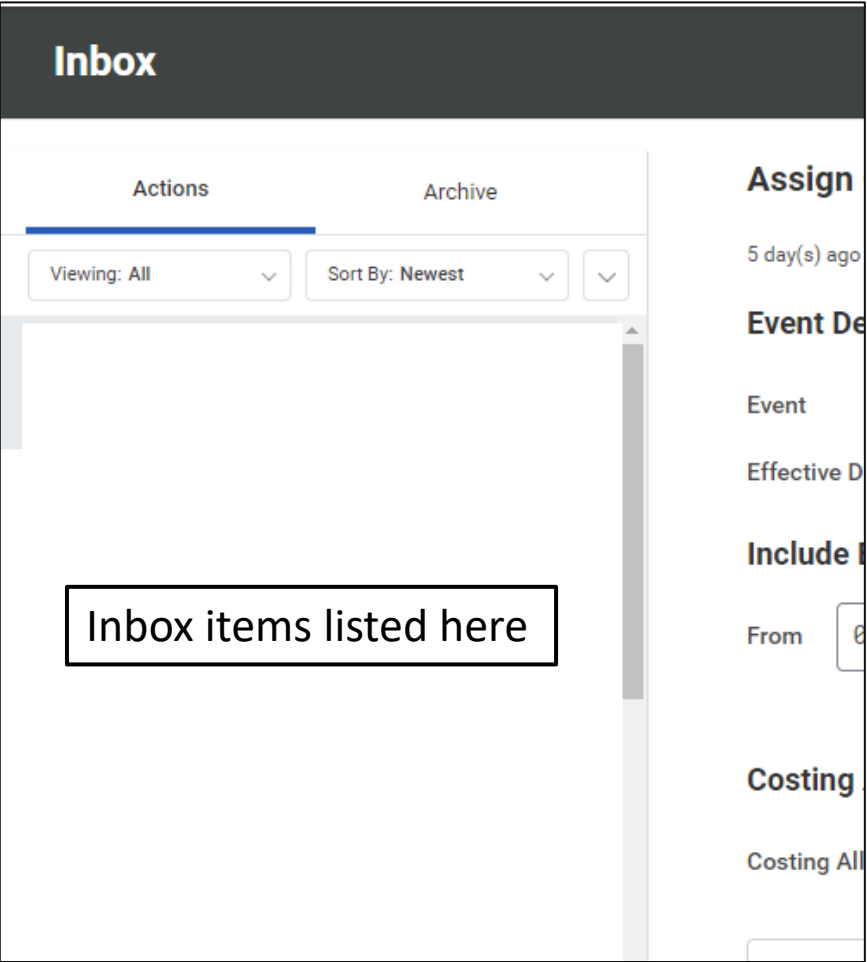 Inbox
Actions
Archive
Viewing: All
Sort By: Newest
Inbox items listed here
Assign
5 day(s) ago
Event De
Event
Effective D
Include
From
Costing
Costing All